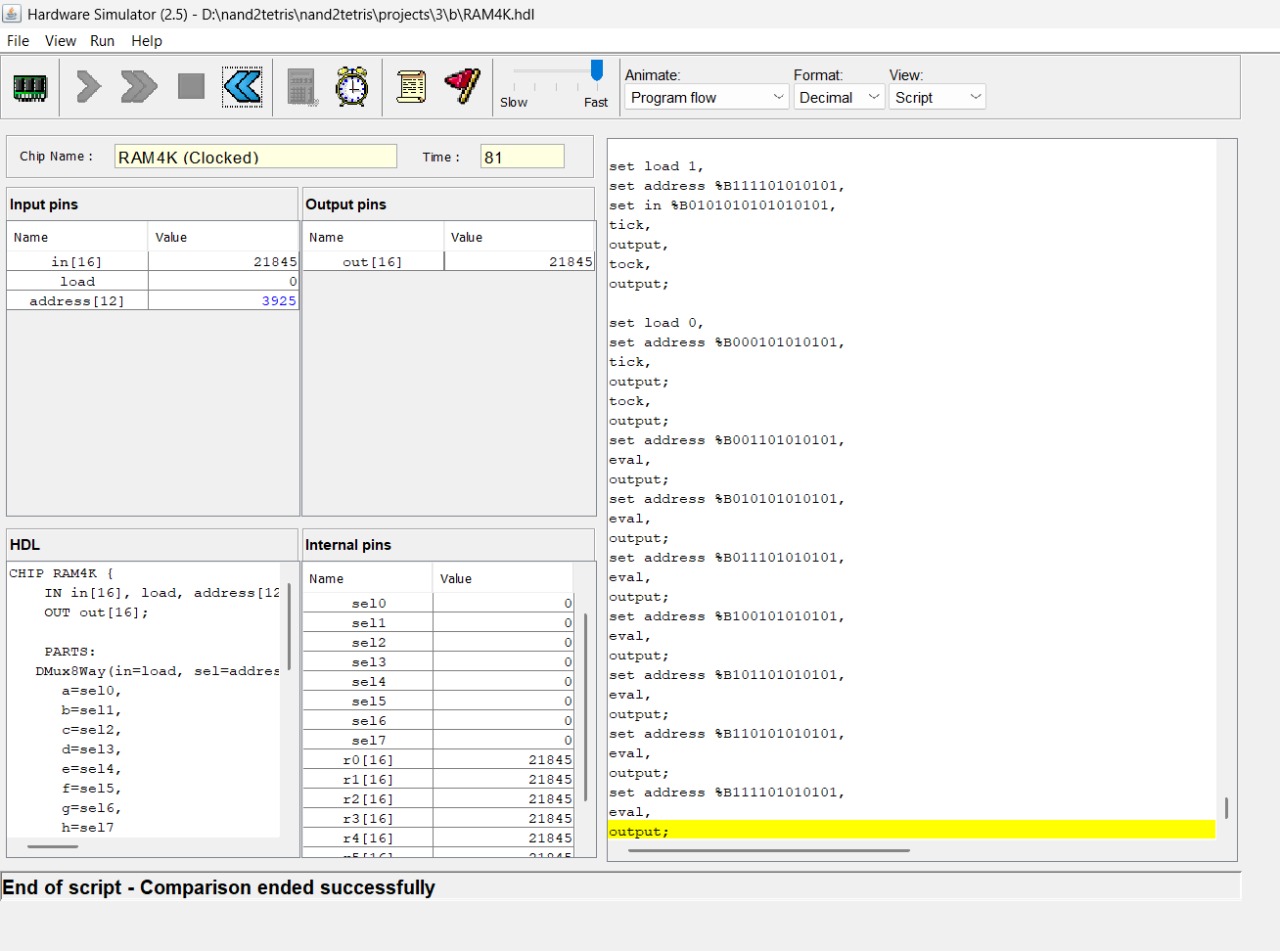 Hardware Simulator (2.5) - D:\nand2tetris\nand2tetris\projects\3\b\RAM4K.hdl
File View Run Help
Slow Fast
Animate: Format: View:
Program flow Decimal Script
Chip Name : RAM4K (Clocked) Time : 81
Input pins
Name Value
in[16] 21845
load 0
address[12] 3925
Output pins
Name Value
out[16] 21845
HDL
CHIP RAM4K {
IN in[16], load, address[12
OUT out[16];
PARTS:
DMux8Way(in=load, sel=addres
a=sel0,
b=sel1,
c=sel2,
d=sel3,
e=sel4,
f=sel5,
g=sel6,
h=sel7
Internal pins
Name Value
sel0 0
sel1 0
sel2 0
sel3 0
sel4 0
sel5 0
sel6 0
sel7 0
r0[16] 21845
r1[16] 21845
r2[16] 21845
r3[16] 21845
r4[16] 21845
r5[16] 21845
set load 1,
set address %B111101010101,
set in %B0101010101010101,
tick,
output,
tock,
output;
set load 0,
set address %B000101010101,
tick,
output;
tock,
output;
set address %B001101010101,
eval,
output;
set address %B010101010101,
eval,
output;
set address %B011101010101,
eval,
output;
set address %B100101010101,
eval,
output;
set address %B101101010101,
eval,
output;
set address %B110101010101,
eval,
output;
set address %B111101010101,
eval,
output;
End of script - Comparison ended successfully